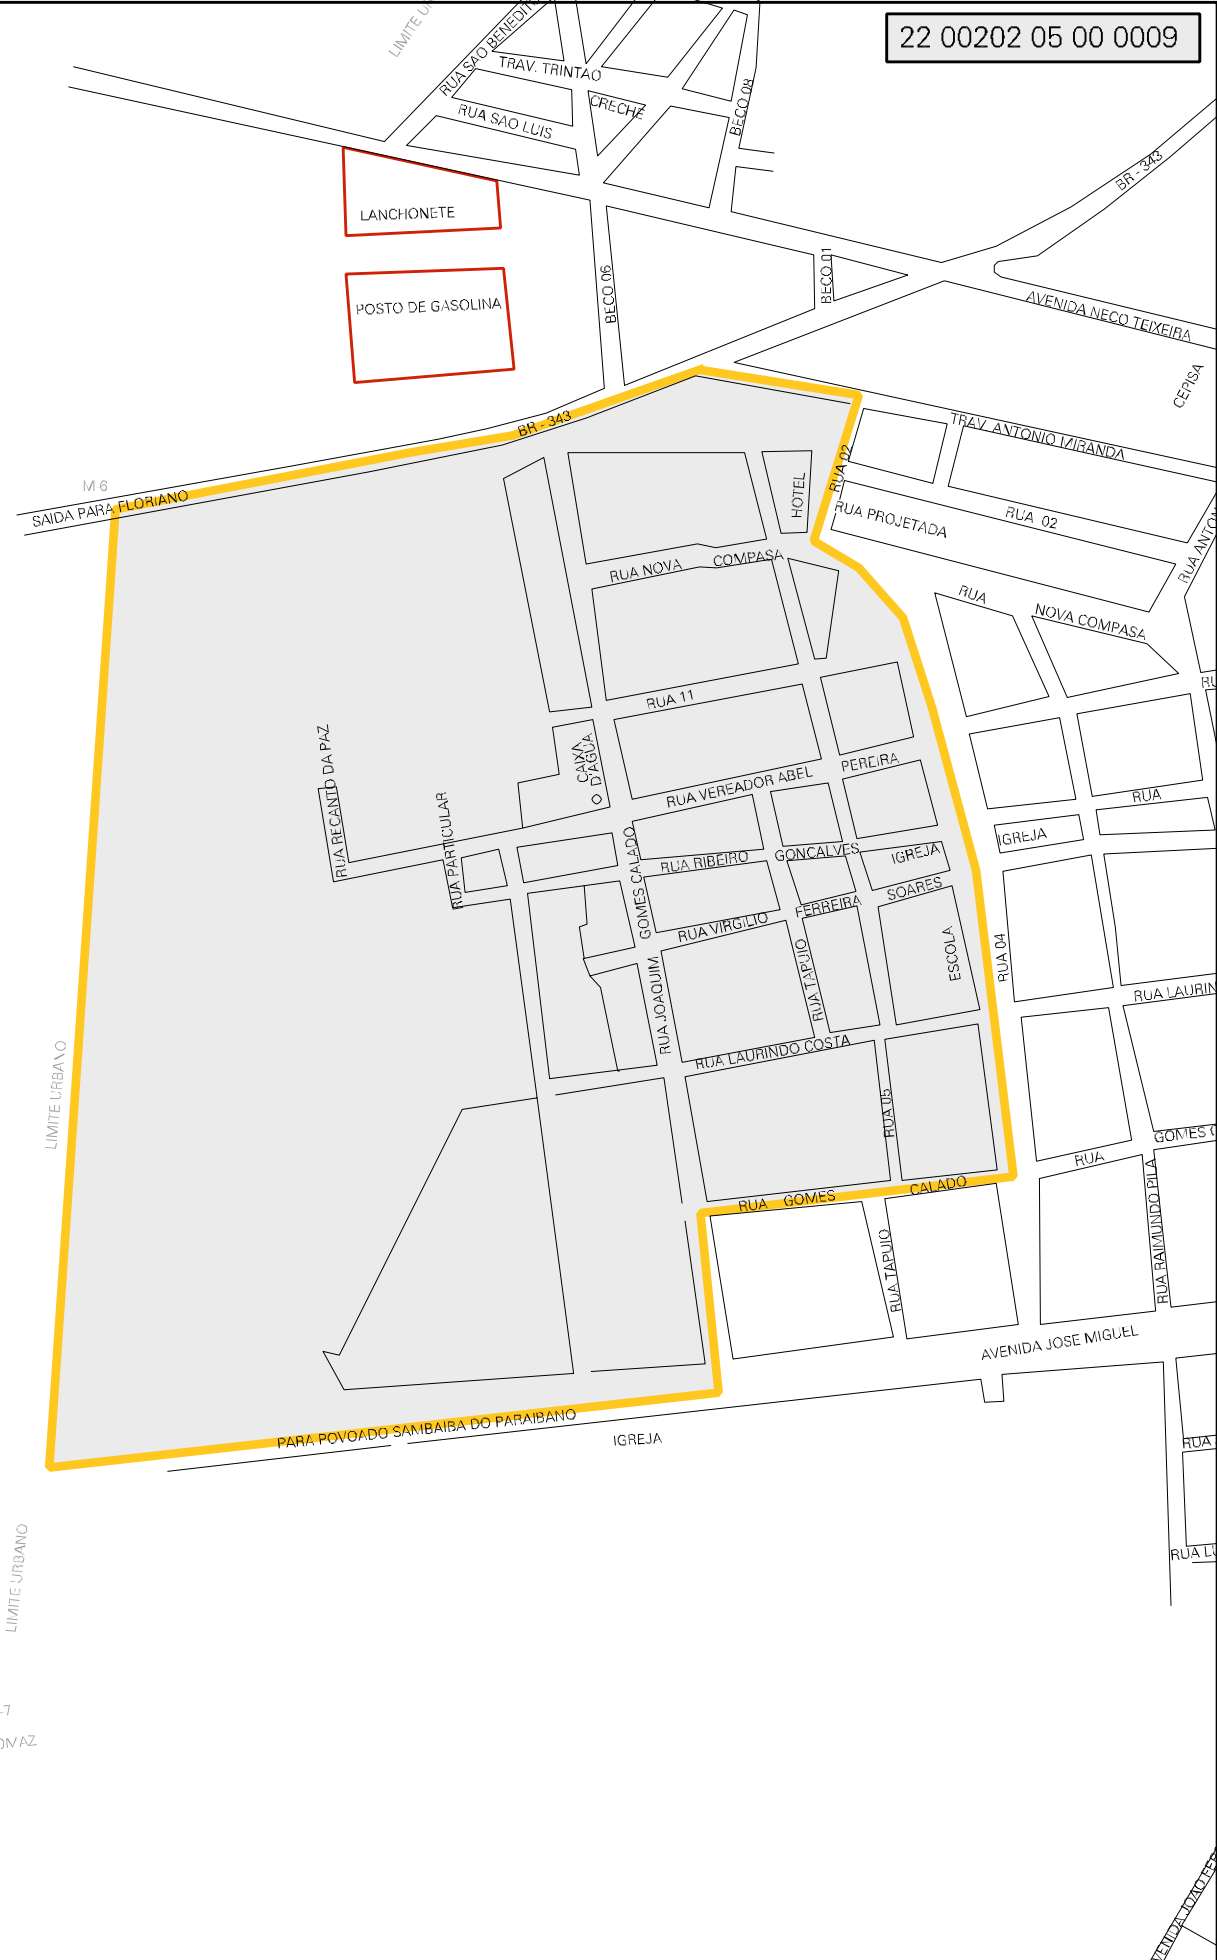 22 00202 05 00 0009
RUA SAO BENEDITO
TRAV. TRINTAO
CRECHE
RUA SAO LUIS
BECO 08
BR - 343
LANCHONETE
POSTO DE GASOLINA
BECO 06
BECO 01
AVENIDA NECO TEIXEIRA
CEPISA
BR - 343
TRAV. ANTONIO MIRANDA
M 6
SAIDA PARA FLORIANO
RUA 02
HOTEL
RUA PROJETADA
RUA 02
RUA NOVA COMPASA
RUA
NOVA COMPASA
RUA 11
RUA RECANTO DA PAZ
CAIXA
D'AGUA
RUA VEREADOR ABEL PEREIRA
RUA PARTICULAR
RUA
IGREJA
GOMES CALADO
RUA RIBEIRO GONCALVES
IGREJA
RUA VIRGILIO FERREIRA SOARES
RUA TAPUIO
ESCOLA
RUA 04
RUA JOAQUIM
RUA LAURINDO COSTA
RUA LAURIN
LIMITE URBANO
RUA 05
RUA
GOMES
RUA GOMES CALADO
RUA TAPUIO
RUA RAIMUNDO PILA
AVENIDA JOSE MIGUEL
PARA POVOADO SAMBAIBA DO PARAIBANO
IGREJA
RUA
LIMITE URBANO